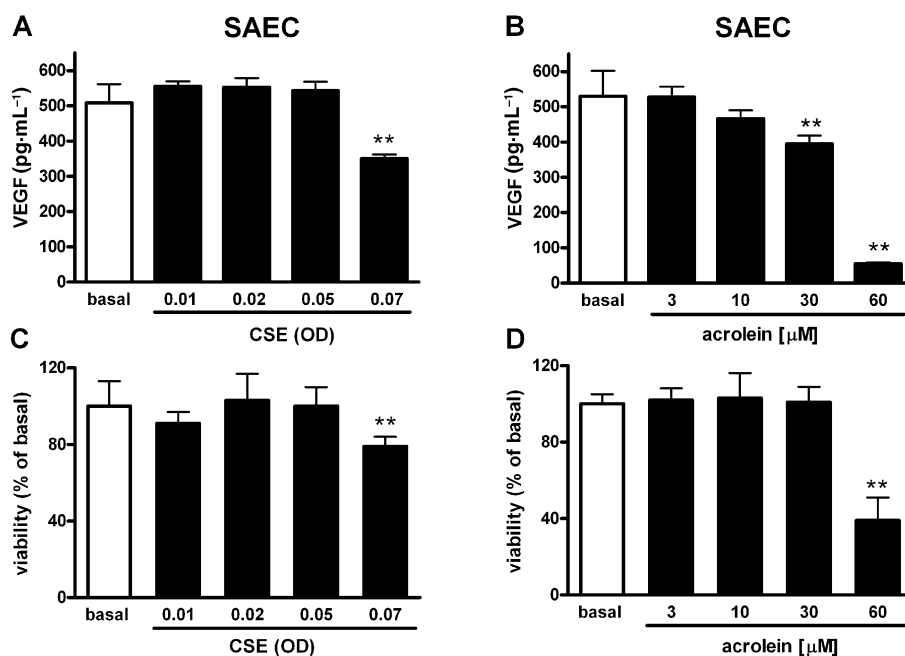 A
SAEC
VEGF (pg·mL⁻¹)
600
500
400
300
200
100
0
**
basal 0.01 0.02 0.05 0.07
CSE (OD)
B
SAEC
VEGF (pg·mL⁻¹)
600
500
400
300
200
100
0
**
**
basal 3 10 30 60
acrolein [μM]
C
viability (% of basal)
120
80
40
0
**
basal 0.01 0.02 0.05 0.07
CSE (OD)
D
viability (% of basal)
120
80
40
0
**
basal 3 10 30 60
acrolein [μM]